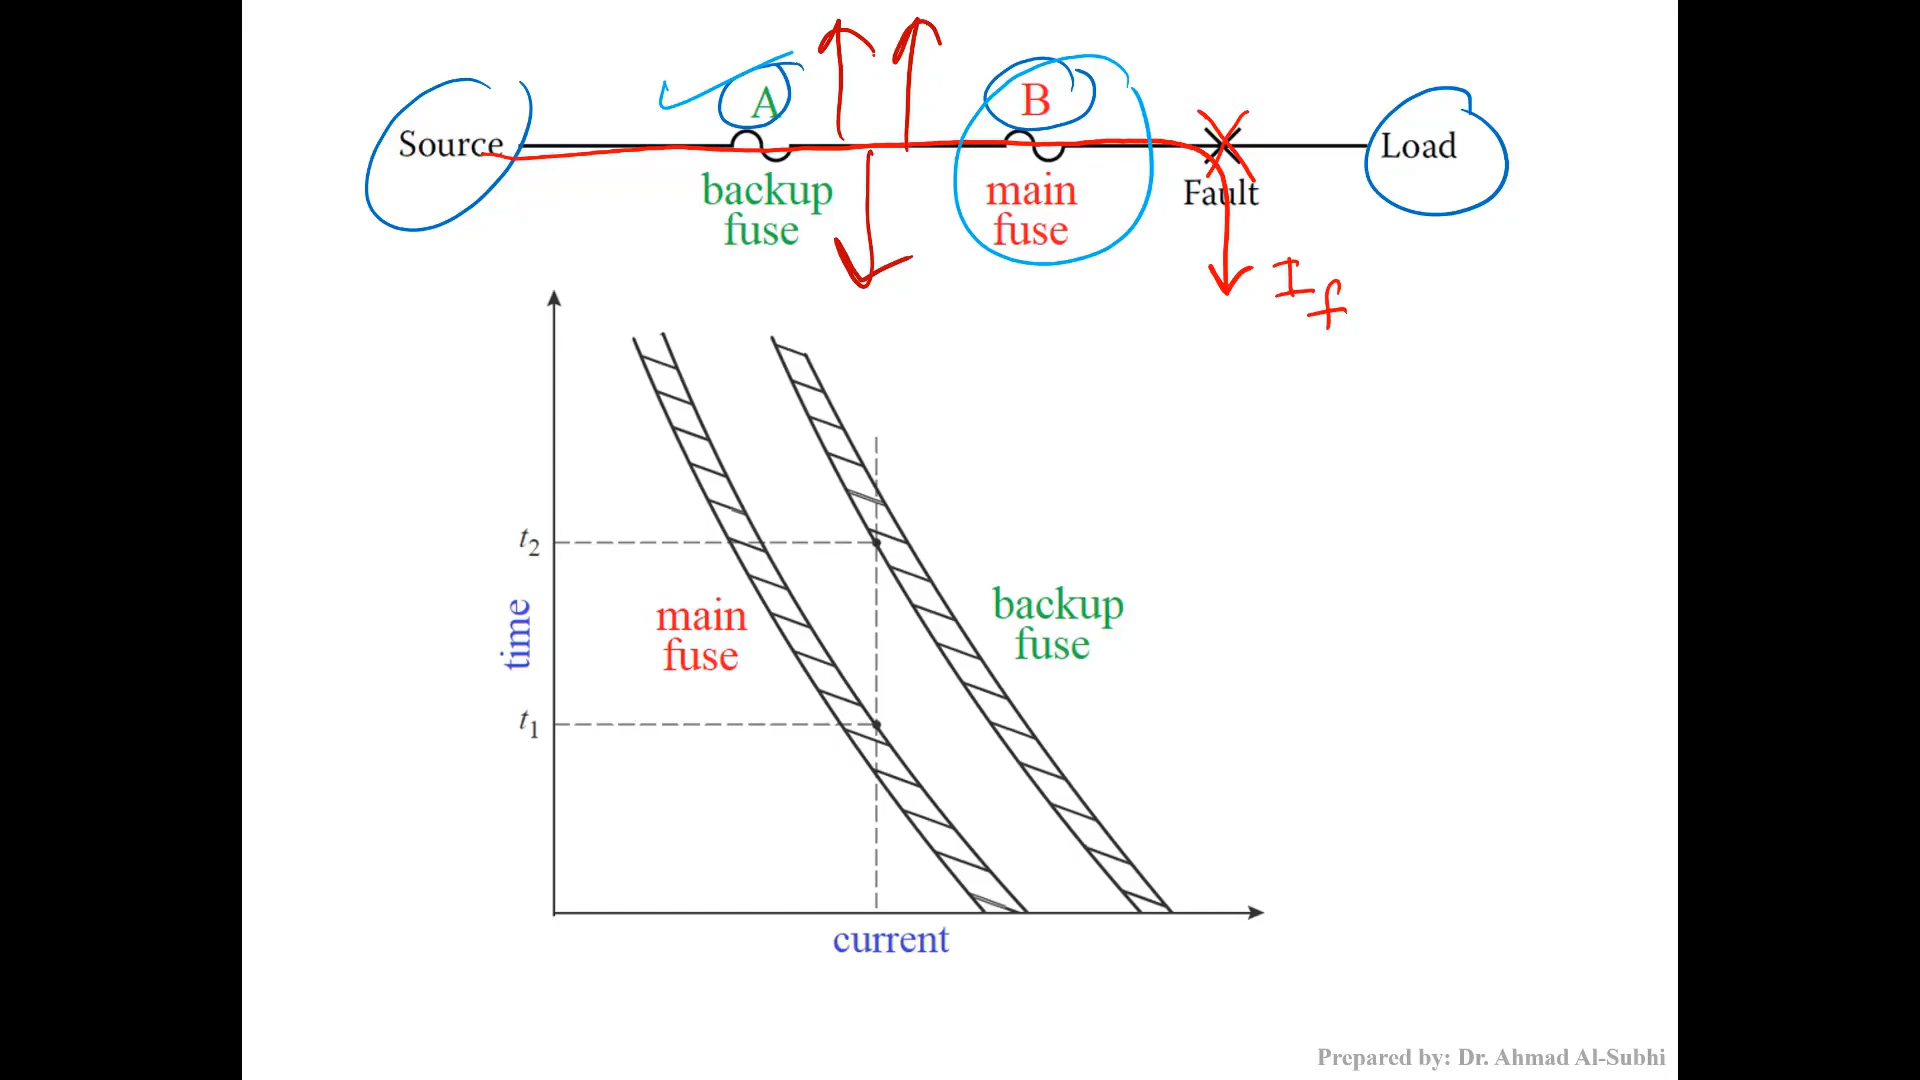 A
B
Source
Load
backup
fuse
main
fuse
Fault
I f
t2
main
fuse
backup
fuse
time
t1
current
Prepared by: Dr. Ahmad Al-Subhi